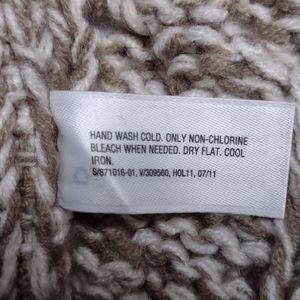 HAND WASH COLD. ONLY NON-CHLORINE
BLEACH WHEN NEEDED. DRY FLAT. COOL
IRON.
S/871016-01, V/309560, HOL11, 07/11